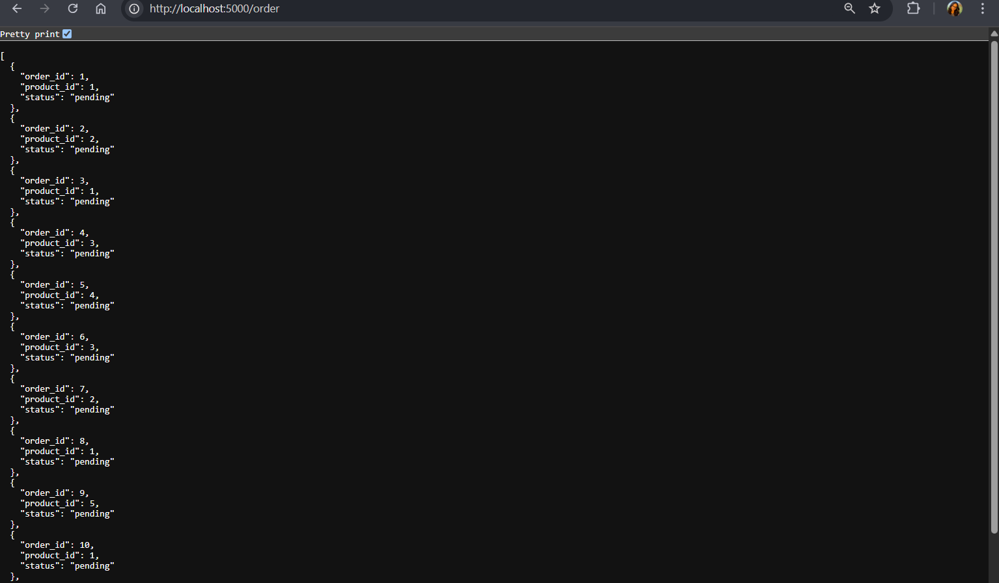 http://localhost:5000/order
Pretty print
[
  {
    "order_id": 1,
    "product_id": 1,
    "status": "pending"
  },
  {
    "order_id": 2,
    "product_id": 2,
    "status": "pending"
  },
  {
    "order_id": 3,
    "product_id": 1,
    "status": "pending"
  },
  {
    "order_id": 4,
    "product_id": 3,
    "status": "pending"
  },
  {
    "order_id": 5,
    "product_id": 4,
    "status": "pending"
  },
  {
    "order_id": 6,
    "product_id": 3,
    "status": "pending"
  },
  {
    "order_id": 7,
    "product_id": 2,
    "status": "pending"
  },
  {
    "order_id": 8,
    "product_id": 1,
    "status": "pending"
  },
  {
    "order_id": 9,
    "product_id": 5,
    "status": "pending"
  },
  {
    "order_id": 10,
    "product_id": 1,
    "status": "pending"
  },